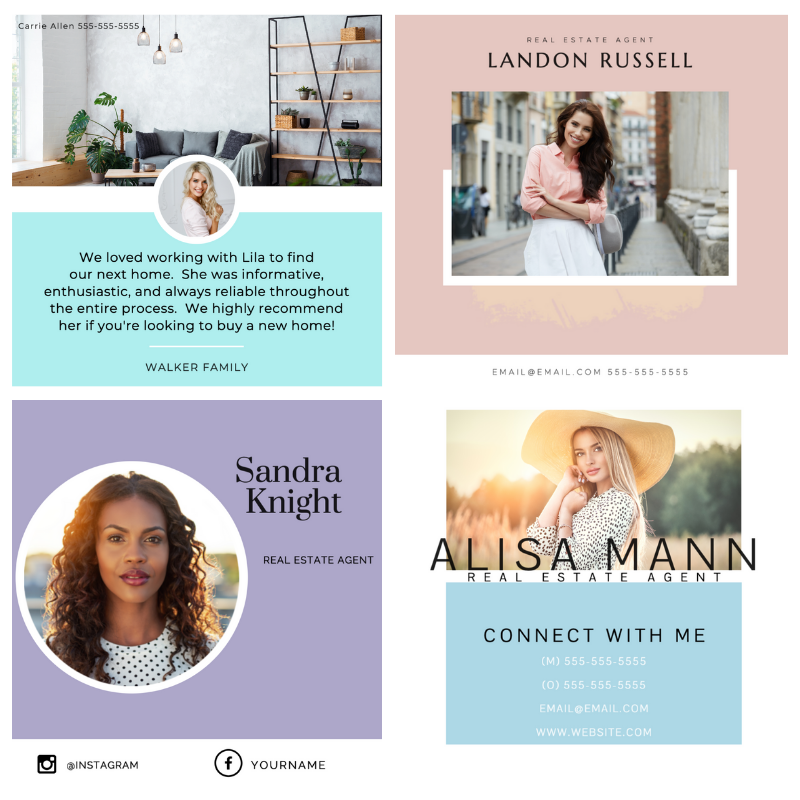 Carrie Allen 555-555-5555
We loved working with Lila to find
our next home.  She was informative,
enthusiastic, and always reliable throughout
the entire process.  We highly recommend
her if you're looking to buy a new home!
WALKER FAMILY
REAL ESTATE AGENT
LANDON RUSSELL
EMAIL@EMAIL.COM 555-555-5555
Sandra
Knight
REAL ESTATE AGENT
@INSTAGRAM
f YOURNAME
ALISA MANN
REAL ESTATE AGENT
CONNECT WITH ME
(M) 555-555-5555
(O) 555-555-5555
EMAIL@EMAIL.COM
WWW.WEBSITE.COM